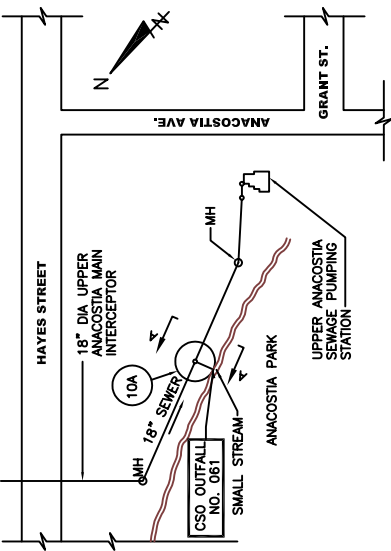 HAYES STREET
18" DIA UPPER
ANACOSTIA MAIN
INTERCEPTOR
N
ANACOSTIA AVE.
GRANT ST.
MH
A
10A
18" SEWER
A
MH
CSO OUTFALL
NO. 061
SMALL STREAM
ANACOSTIA PARK
UPPER ANACOSTIA
SEWAGE PUMPING
STATION